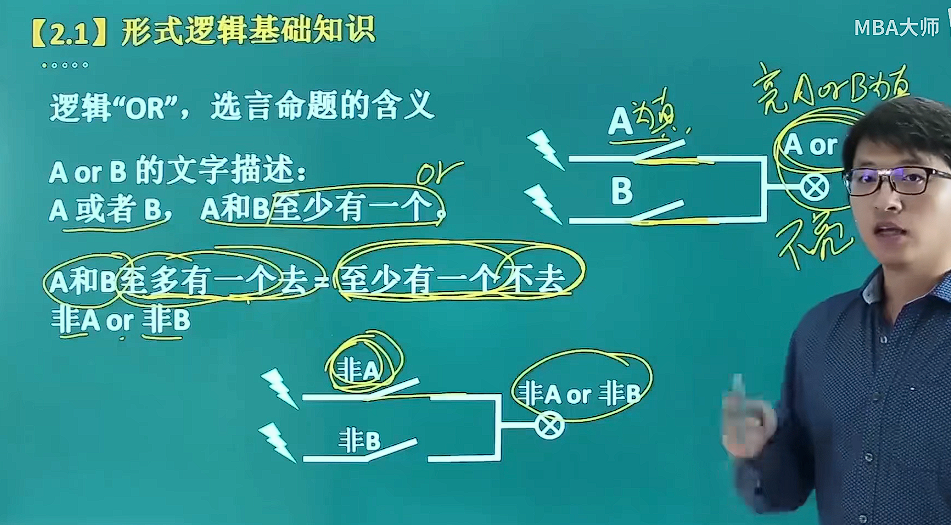 【2.1】形式逻辑基础知识
MBA大师
逻辑“OR”，选言命题的含义
A or B 的文字描述：
or
A 或者 B， A和B至少有一个。
A和B至多有一个去 = 至少有一个不去
非A or 非B
亮 A or B 为真
A为真
A or
B
不亮
非A
非A or 非B
非B